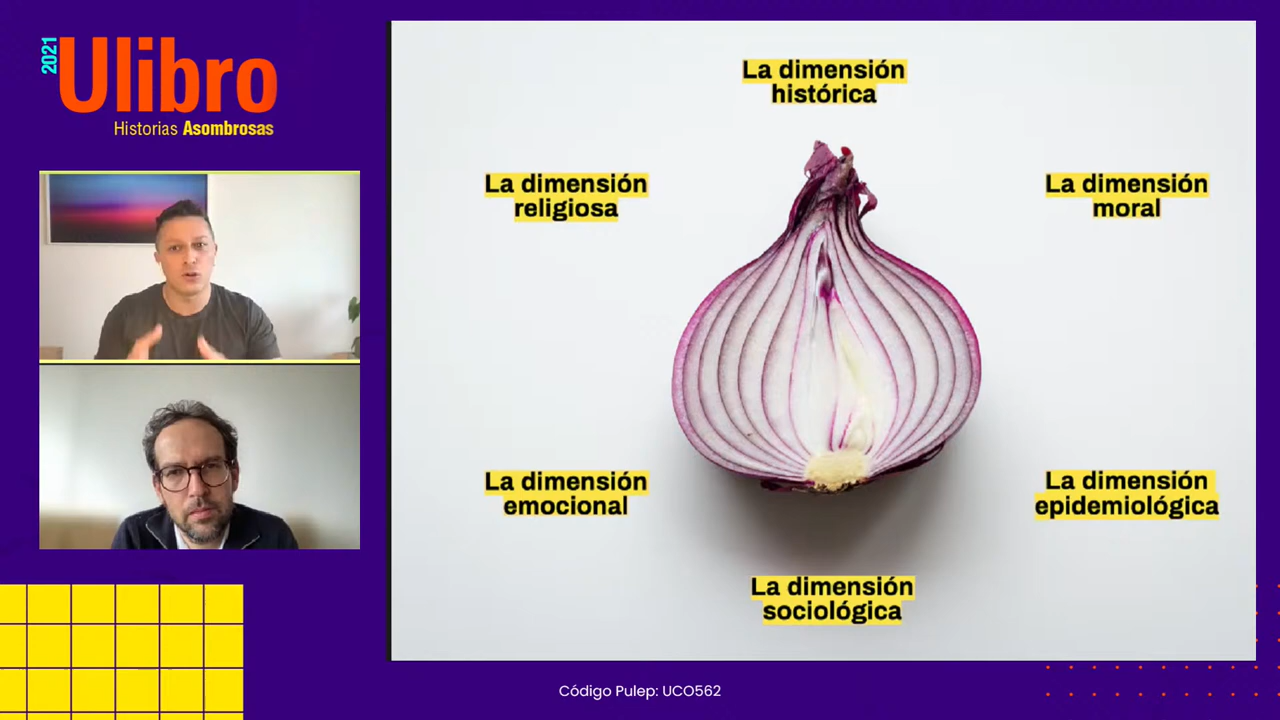 2021
Ulibro
Historias Asombrosas
La dimensión
histórica
La dimensión
religiosa
La dimensión
moral
La dimensión
emocional
La dimensión
epidemiológica
La dimensión
sociológica
Código Pulep: UCO562